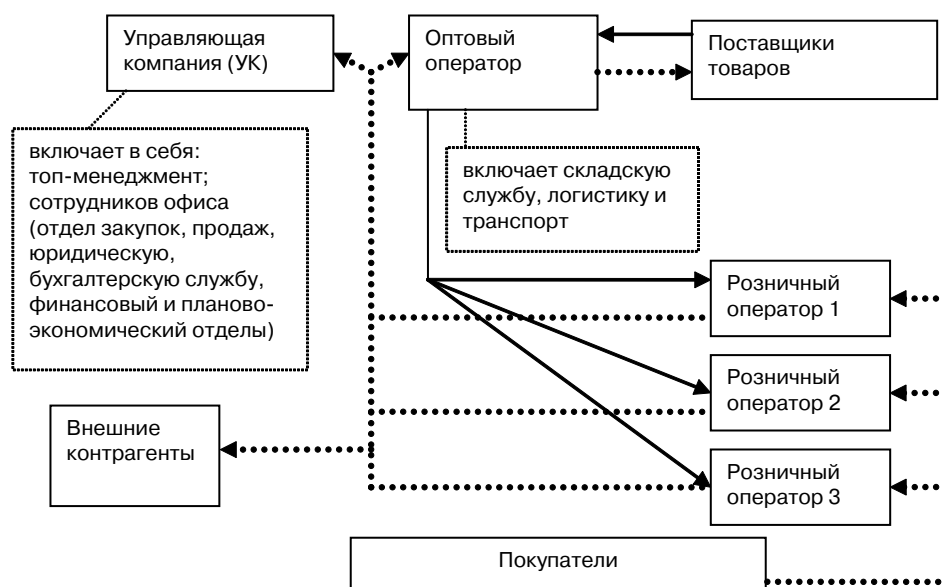 Управляющая
компания (УК)
Оптовый
оператор
Поставщики
товаров
включает в себя:
топ-менеджмент;
сотрудников офиса
(отдел закупок, продаж,
юридическую,
бухгалтерскую службу,
финансовый и планово-
экономический отделы)
включает складскую
службу, логистику и
транспорт
Розничный
оператор 1
Розничный
оператор 2
Внешние
контрагенты
Розничный
оператор 3
Покупатели